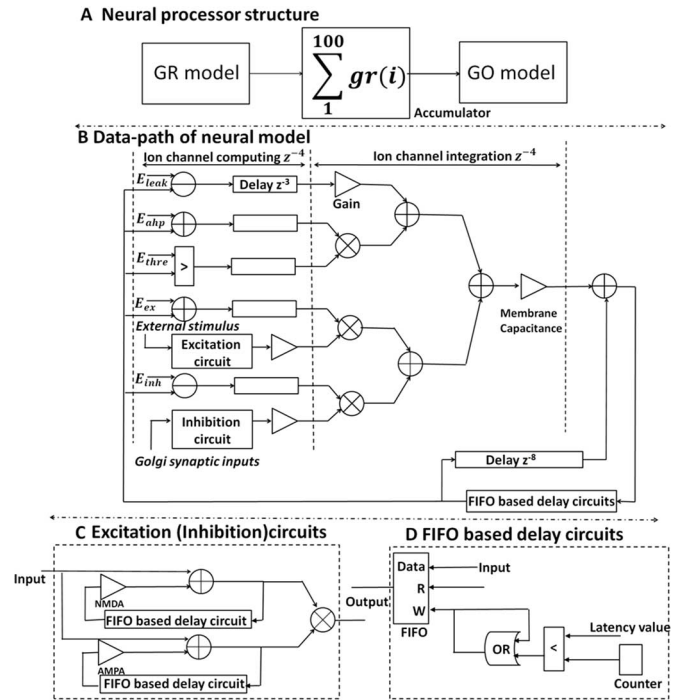 A Neural processor structure
GR model
100
∑ gr(i)
1
GO model
Accumulator
B Data-path of neural model
Ion channel computing z⁻⁴
Ion channel integration z⁻⁴
E_leak
Delay z⁻³
Gain
E_ahp
E_thre
>
E_ex
External stimulus
Excitation
circuit
E_inh
Inhibition
circuit
Golgi synaptic inputs
Membrane
Capacitance
Delay z⁻⁸
FIFO based delay circuits
C Excitation (Inhibition)circuits
Input
NMDA
FIFO based delay circuit
AMPA
FIFO based delay circuit
Output
D FIFO based delay circuits
Data
Input
R
W
FIFO
OR
<
Latency value
Counter